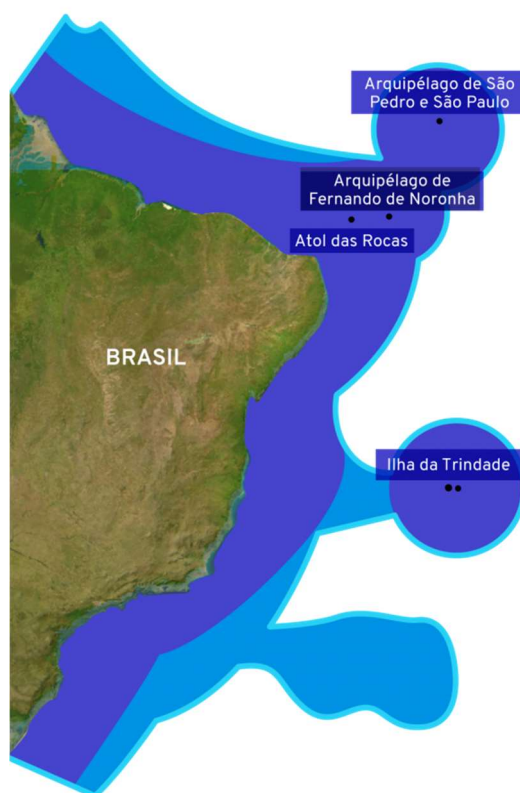 Arquipélago de São
Pedro e São Paulo
Arquipélago de
Fernando de Noronha
Atol das Rocas
BRASIL
Ilha da Trindade